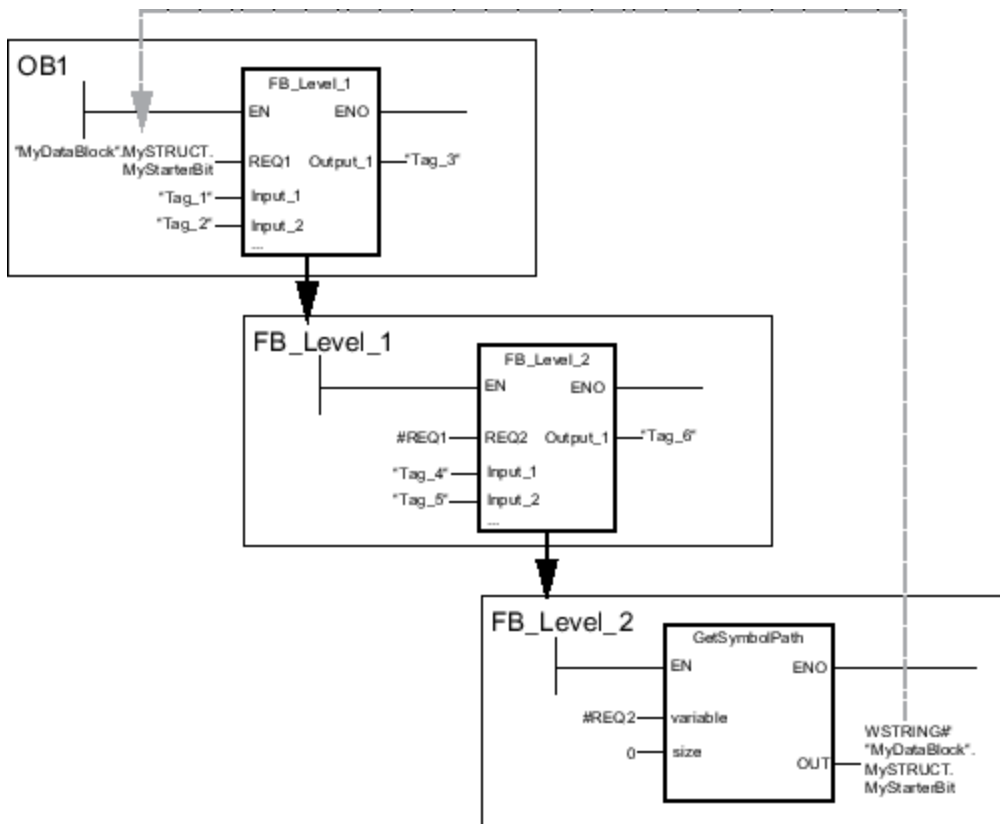 OB1
FB_Level_1
EN ENO
"MyDataBlock".MySTRUCT.
MyStarterBit
REQ1 Output_1 "Tag_3"
"Tag_1" Input_1
"Tag_2" Input_2
...
FB_Level_1
FB_Level_2
EN ENO
#REQ1 REQ2 Output_1 "Tag_6"
"Tag_4" Input_1
"Tag_5" Input_2
...
FB_Level_2
GetSymbolPath
EN ENO
#REQ2 variable
0 size
OUT
WSTRING#'
"MyDataBlock".
MySTRUCT.
MyStarterBit